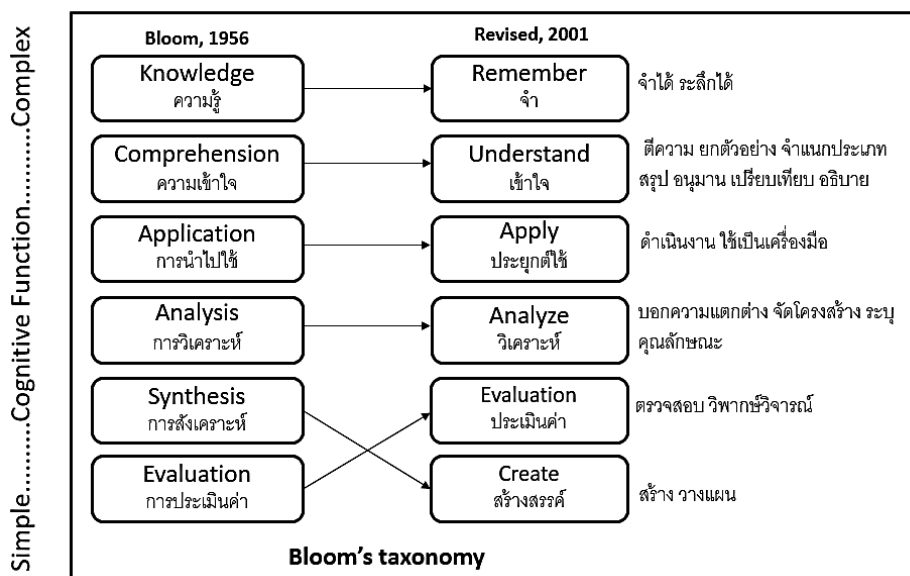 Simple.........Cognitive Function...........Complex
Bloom, 1956
Revised, 2001
Knowledge
ความรู้
Remember
จำ
จำได้ ระลึกได้
Comprehension
ความเข้าใจ
Understand
เข้าใจ
ตีความ ยกตัวอย่าง จำแนกประเภท
สรุป อนุมาน เปรียบเทียบ อธิบาย
Application
การนำไปใช้
Apply
ประยุกต์ใช้
ดำเนินงาน ใช้เป็นเครื่องมือ
Analysis
การวิเคราะห์
Analyze
วิเคราะห์
บอกความแตกต่าง จัดโครงสร้าง ระบุ
คุณลักษณะ
Synthesis
การสังเคราะห์
Evaluation
ประเมินค่า
ตรวจสอบ วิพากษ์วิจารณ์
Evaluation
การประเมินค่า
Create
สร้างสรรค์
สร้าง วางแผน
Bloom's taxonomy